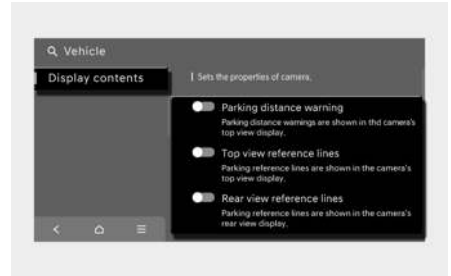 Vehicle
Display contents
Sets the properties of camera.
Parking distance warning
Parking distance warnings are shown in thd camera's
top view display.
Top view reference lines
Parking reference lines are shown in the camera's
top view display.
Rear view reference lines
Parking reference lines are shown in the camera's
rear view display.